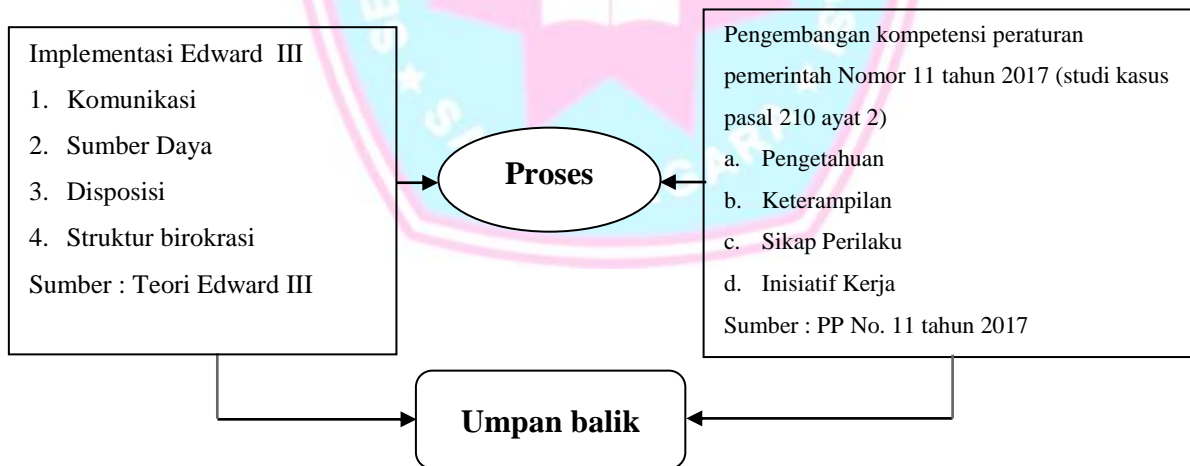 Implementasi Edward III
1. Komunikasi
2. Sumber Daya
3. Disposisi
4. Struktur birokrasi
Sumber : Teori Edward III
Proses
Pengembangan kompetensi peraturan
pemerintah Nomor 11 tahun 2017 (studi kasus
pasal 210 ayat 2)
a. Pengetahuan
b. Keterampilan
c. Sikap Perilaku
d. Inisiatif Kerja
Sumber : PP No. 11 tahun 2017
Umpan balik